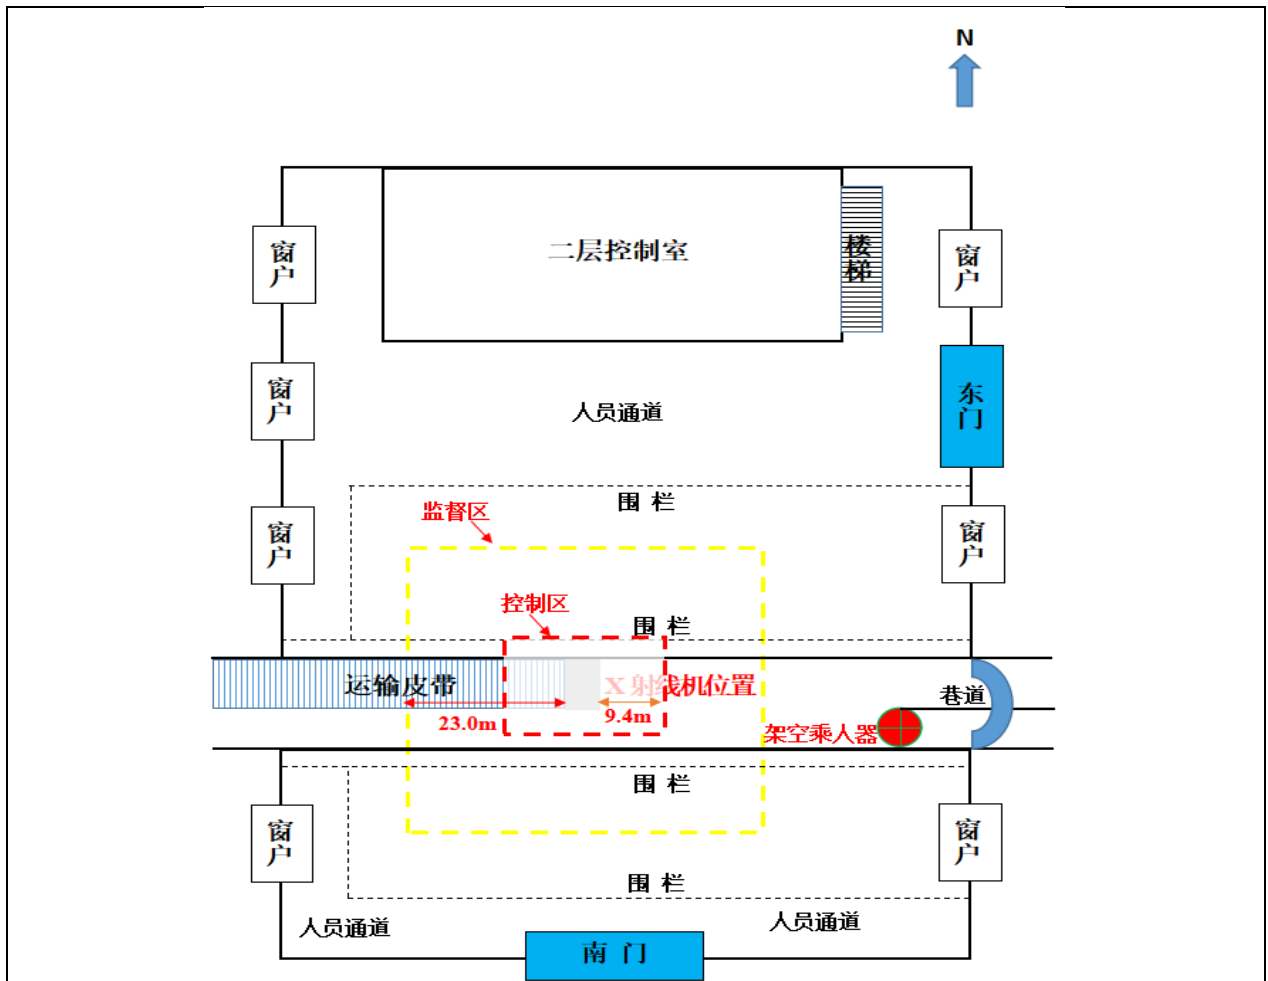 N
二层控制室
楼梯
窗户
窗户
窗户
东门
人员通道
围 栏
监督区
窗户
窗户
控制区
围 栏
运输皮带
X 射线机位置
巷道
23.0m
9.4m
架空乘人器
围 栏
窗户
窗户
围 栏
人员通道
人员通道
南 门